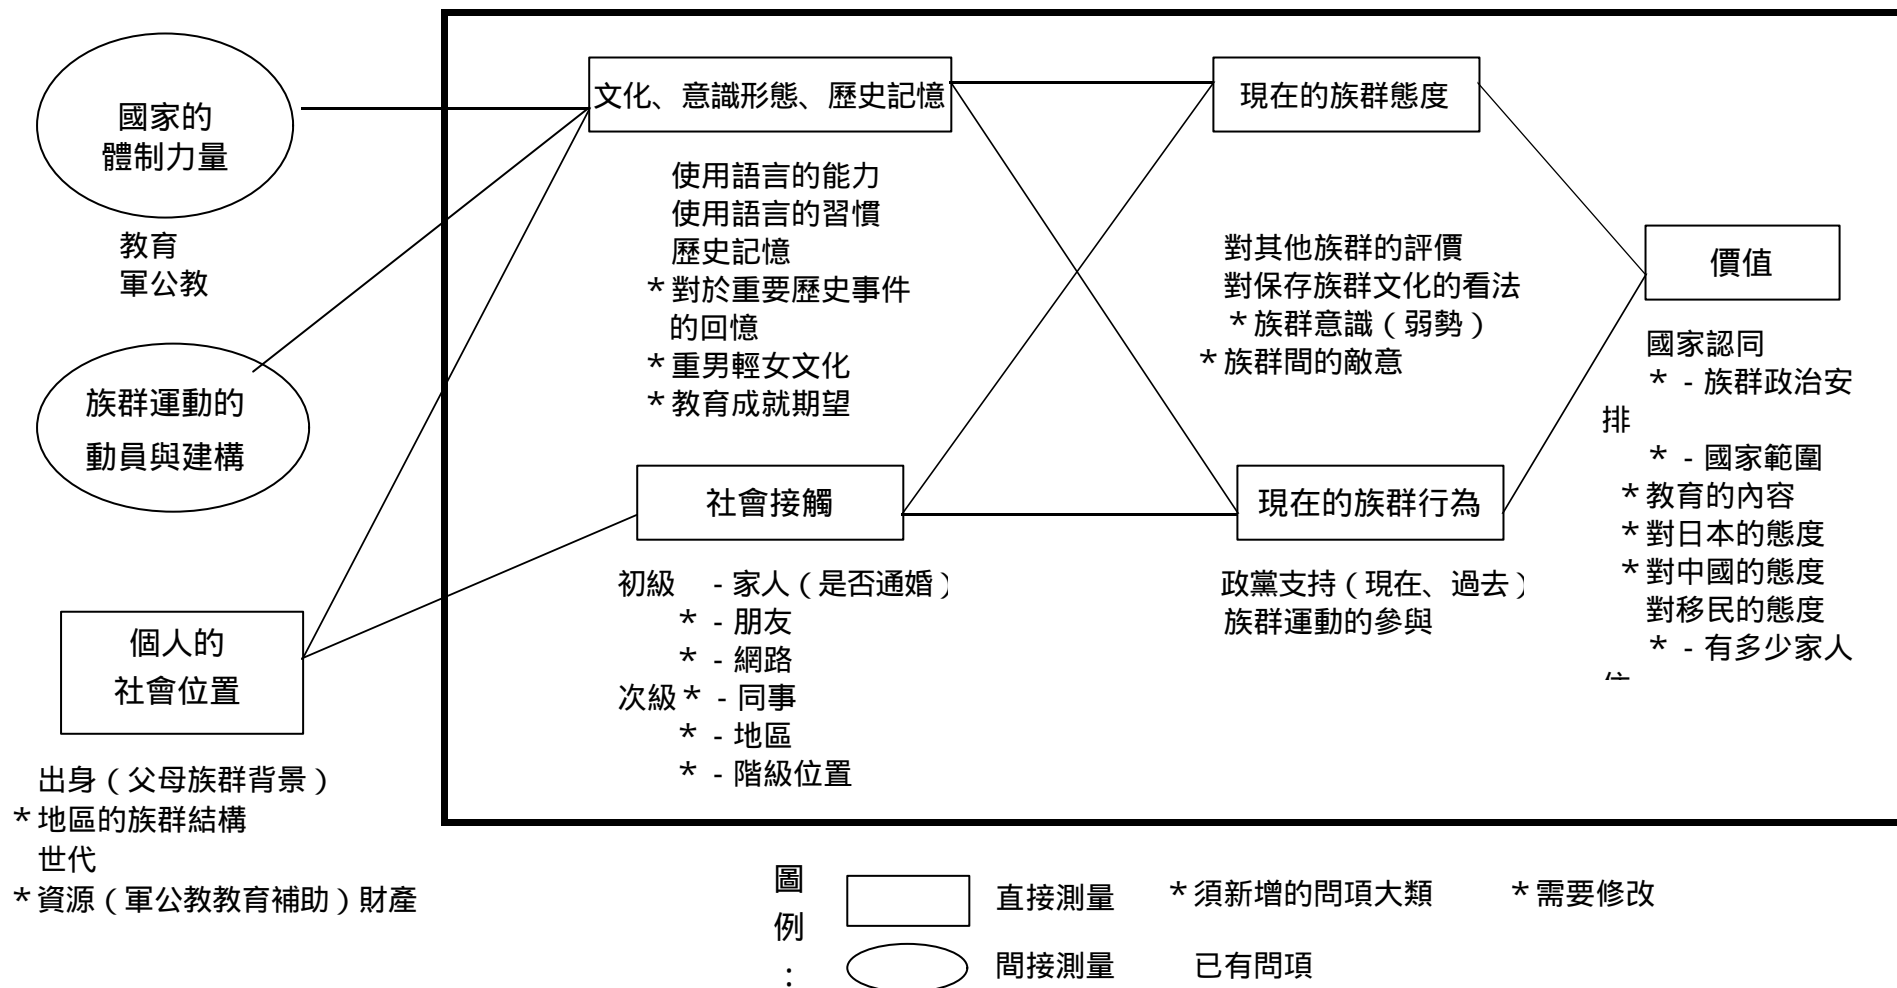 國家的
體制力量
教育
軍公教
族群運動的
動員與建構
個人的
社會位置
出身（父母族群背景）
*地區的族群結構
世代
*資源（軍公教教育補助）財產
文化、意識形態、歷史記憶
使用語言的能力
使用語言的習慣
歷史記憶
*對於重要歷史事件
的回憶
*重男輕女文化
*教育成就期望
社會接觸
初級 - 家人（是否通婚）
* - 朋友
* - 網路
次級* - 同事
* - 地區
* - 階級位置
現在的族群態度
對其他族群的評價
對保存族群文化的看法
*族群意識（弱勢）
*族群間的敵意
現在的族群行為
政黨支持（現在、過去）
族群運動的參與
價值
國家認同
* - 族群政治安
排
* - 國家範圍
*教育的內容
*對日本的態度
*對中國的態度
對移民的態度
* - 有多少家人
圖
例
：
直接測量 *須新增的問項大類 *需要修改
間接測量 已有問項